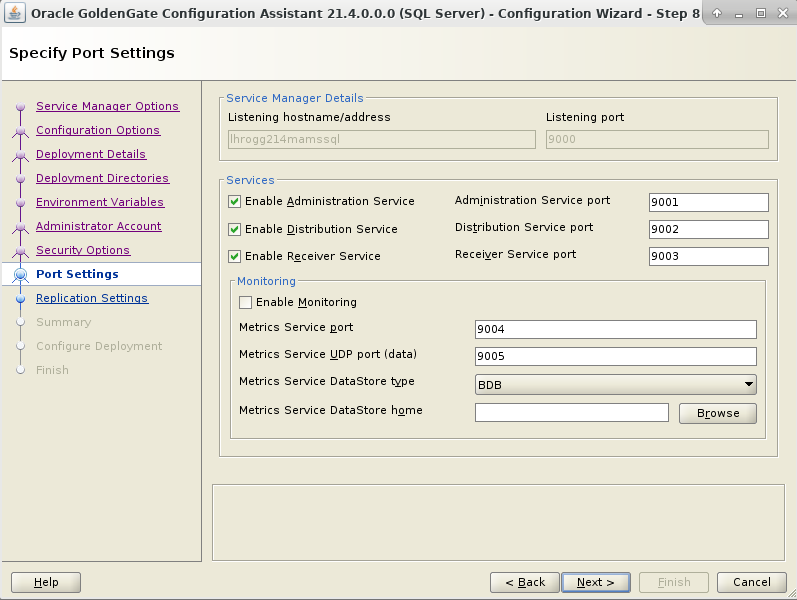 Oracle GoldenGate Configuration Assistant 21.4.0.0.0 (SQL Server) - Configuration Wizard - Step 8
Specify Port Settings
Service Manager Options
Configuration Options
Deployment Details
Deployment Directories
Environment Variables
Administrator Account
Security Options
Port Settings
Replication Settings
Summary
Configure Deployment
Finish
Service Manager Details
Listening hostname/address Listening port
lhrogg214mamssql 9000
Services
Enable Administration Service Administration Service port 9001
Enable Distribution Service Distribution Service port 9002
Enable Receiver Service Receiver Service port 9003
Monitoring
Enable Monitoring
Metrics Service port 9004
Metrics Service UDP port (data) 9005
Metrics Service DataStore type BDB
Metrics Service DataStore home Browse
Help < Back Next > Finish Cancel